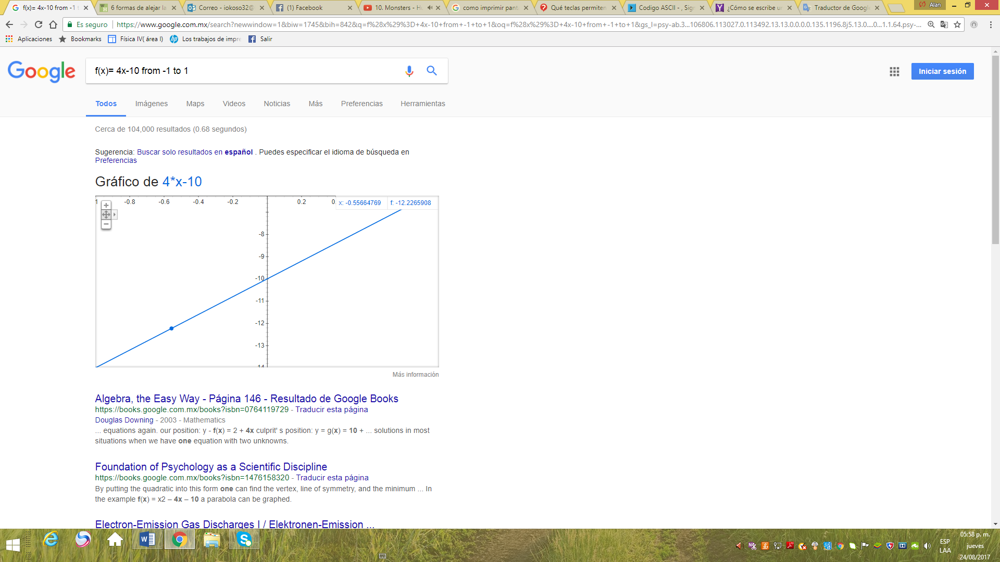 f(x)= 4x-10 from -1 t
6 formas de alejar la
Correo - iokoso32@
(1) Facebook
10. Monsters - H
como imprimir pant
Qué teclas permiten
Codigo ASCII - , Sig
¿Cómo se escribe u
Traductor de Googl
Alan
Es seguro
https://www.google.com.mx/search?newwindow=1&biw=1745&bih=842&q=f%28x%29%3D+4x-10+from+-1+to+1&oq=f%28x%29%3D+4x-10+from+-1+to+1&gs_l=psy-ab.3...106806.113027.0.113492.13.13.0.0.0.0.135.1196.8j5.13.0....0...1.1.64.psy-...
Aplicaciones
Bookmarks
Física IV( área I)
Los trabajos de impre
Salir
Google
f(x)= 4x-10 from -1 to 1
Iniciar sesión
Todos
Imágenes
Maps
Videos
Noticias
Más
Preferencias
Herramientas
Cerca de 104,000 resultados (0.68 segundos)
Sugerencia: Buscar solo resultados en español . Puedes especificar el idioma de búsqueda en
Preferencias
Gráfico de 4*x-10
1 -0.8 -0.6 -0.4 -0.2 0.2 0.
x: -0.55664769 f: -12.2265908
-8
-9
-10
-11
-12
-13
-14
Más información
Algebra, the Easy Way - Página 146 - Resultado de Google Books
https://books.google.com.mx/books?isbn=0764119729 - Traducir esta página
Douglas Downing - 2003 - Mathematics
... equations again. our position: y - f(x) = 2 + 4x culprit' s position: y = g(x) = 10 + ... solutions in most
situations when we have one equation with two unknowns.
Foundation of Psychology as a Scientific Discipline
https://books.google.com.mx/books?isbn=1476158320 - Traducir esta página
By putting the quadratic into this form one can find the vertex, line of symmetry, and the minimum ... In
the example f(x) = x2 – 4x – 10 a parabola can be graphed.
Electron-Emission Gas Discharges I / Elektronen-Emission ...
05:58 p. m.
ESP
jueves
LAA
24/08/2017